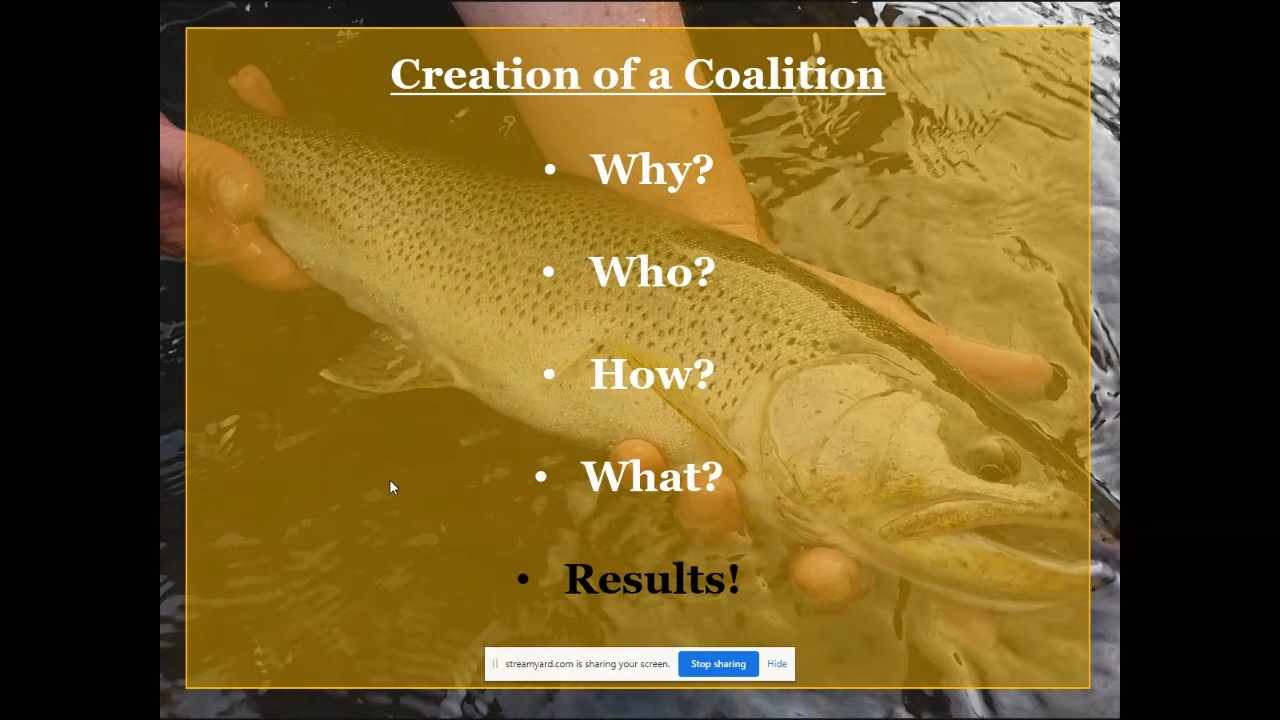 Creation of a Coalition
• Why?
• Who?
• How?
• What?
• Results!
streamyard.com is sharing your screen. Stop sharing Hide